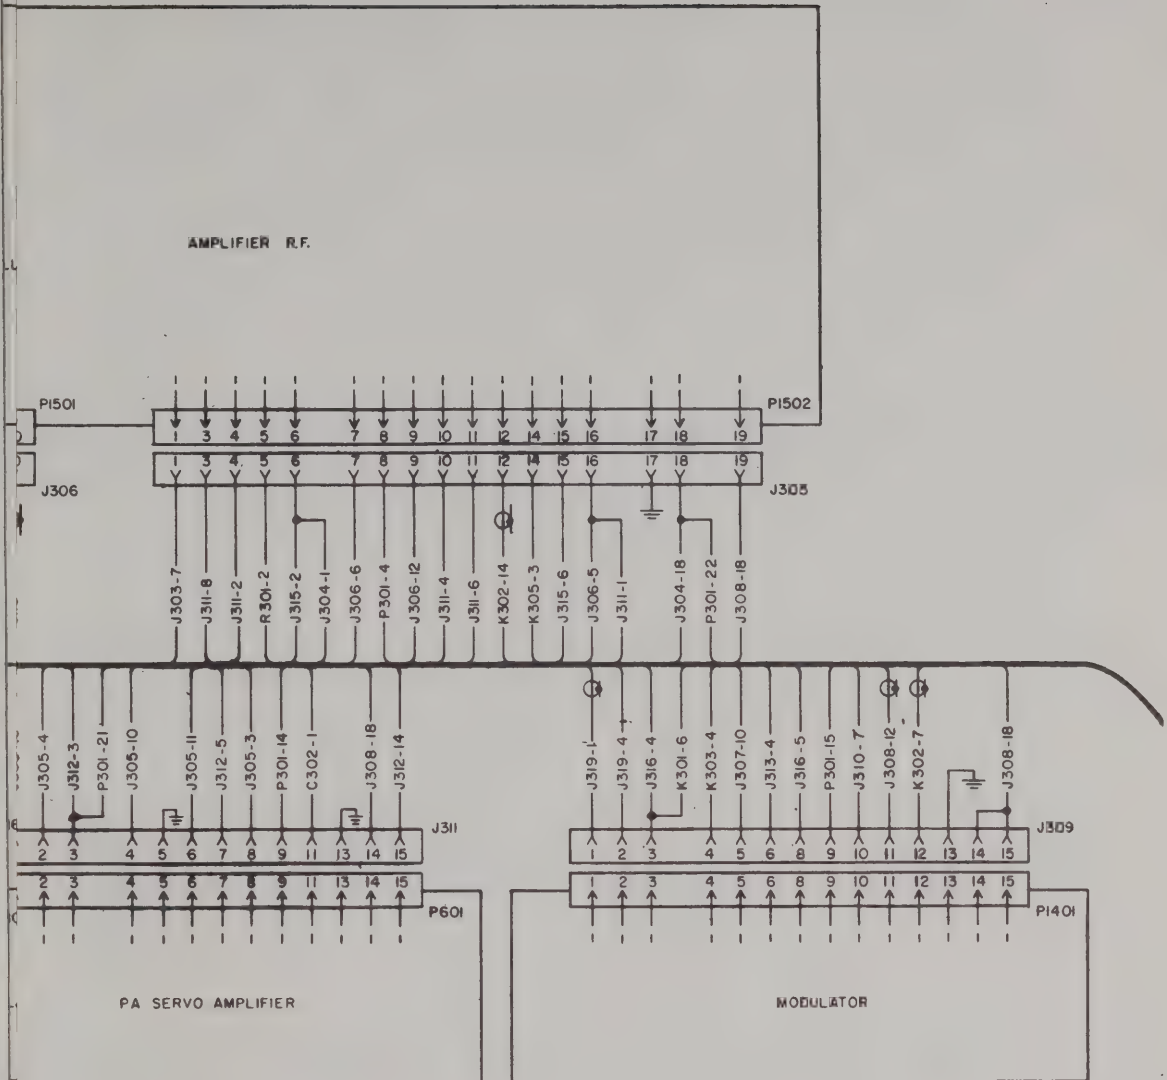 AMPLIFIER R.F.
P1501
P1502
1 3 4 5 6 7 8 9 10 11 12 14 15 16 17 18 19
1 3 4 5 6 7 8 9 10 11 12 14 15 16 17 18 19
J306
J305
J303-7
J311-8
J311-2
R301-2
J315-2
J304-1
J306-6
P301-4
J306-12
J311-4
J311-6
K302-14
K305-3
J315-6
J306-5
J311-1
J304-18
P301-22
J308-18
J305-4
J312-3
P301-21
J305-10
J305-11
J312-5
J305-3
P301-14
C302-1
J308-18
J312-14
J319-1
J319-4
J316-4
K301-6
K303-4
J307-10
J313-4
J316-5
P301-15
J310-7
J308-12
K302-7
J308-18
J311
J309
2 3 4 5 6 7 8 9 11 13 14 15
1 2 3 4 5 6 8 9 10 11 12 13 14 15
2 3 4 5 6 7 8 9 11 13 14 15
1 2 3 4 5 6 8 9 10 11 12 13 14 15
P601
P1401
PA SERVO AMPLIFIER
MODULATOR